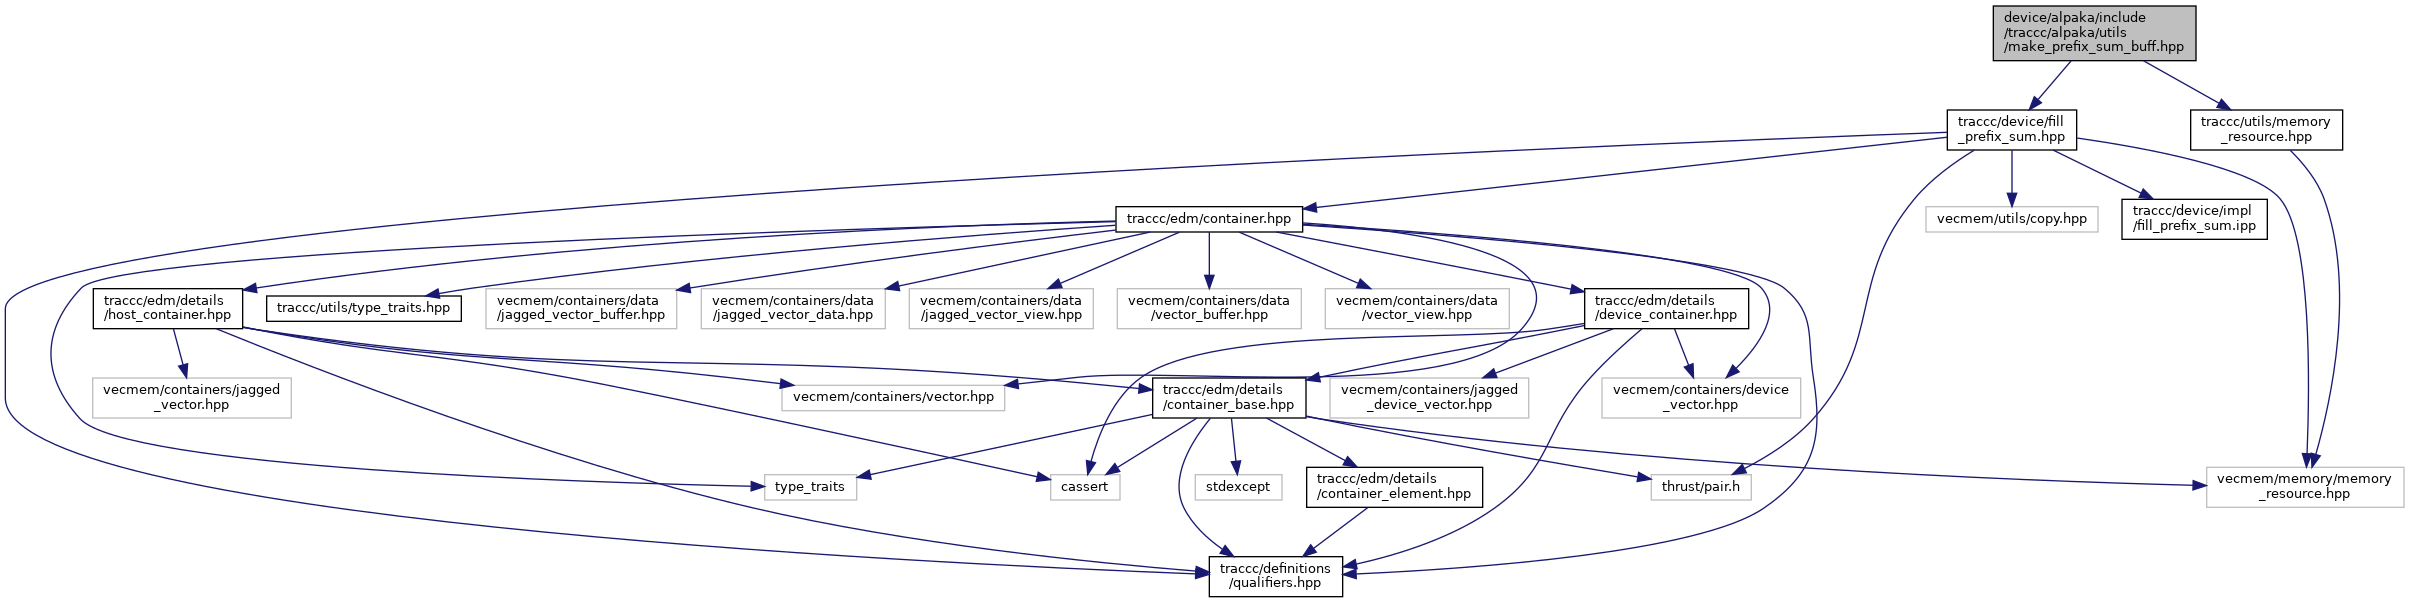 device/alpaka/include
/traccc/alpaka/utils
/make_prefix_sum_buff.hpp
traccc/device/fill
_prefix_sum.hpp
traccc/utils/memory
_resource.hpp
traccc/edm/container.hpp
vecmem/utils/copy.hpp
traccc/device/impl
/fill_prefix_sum.ipp
traccc/edm/details
/host_container.hpp
traccc/utils/type_traits.hpp
vecmem/containers/data
/jagged_vector_buffer.hpp
vecmem/containers/data
/jagged_vector_data.hpp
vecmem/containers/data
/jagged_vector_view.hpp
vecmem/containers/data
/vector_buffer.hpp
vecmem/containers/data
/vector_view.hpp
traccc/edm/details
/device_container.hpp
vecmem/containers/jagged
_vector.hpp
vecmem/containers/vector.hpp
traccc/edm/details
/container_base.hpp
vecmem/containers/jagged
_device_vector.hpp
vecmem/containers/device
_vector.hpp
type_traits
cassert
stdexcept
traccc/edm/details
/container_element.hpp
thrust/pair.h
vecmem/memory/memory
_resource.hpp
traccc/definitions
/qualifiers.hpp